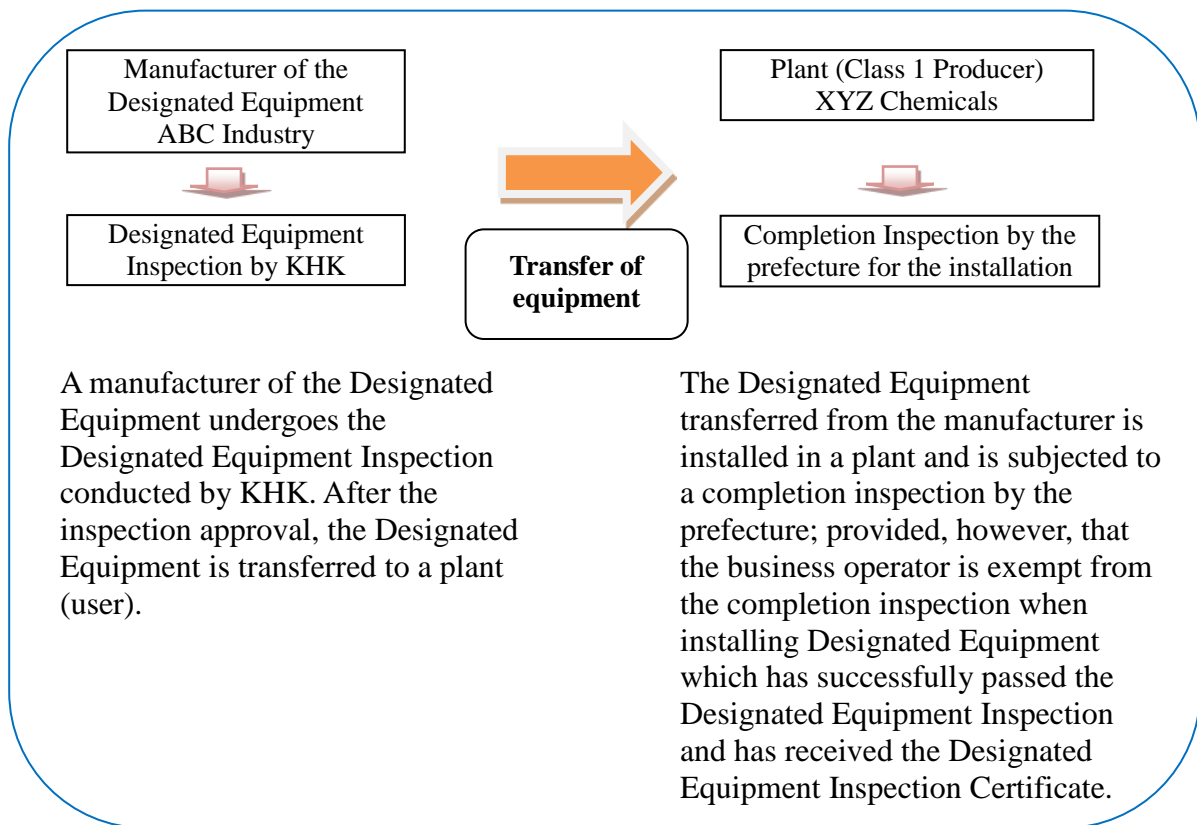 Manufacturer of the
Designated Equipment
ABC Industry
Designated Equipment
Inspection by KHK
Transfer of
equipment
Plant (Class 1 Producer)
XYZ Chemicals
Completion Inspection by the
prefecture for the installation
A manufacturer of the Designated
Equipment undergoes the
Designated Equipment Inspection
conducted by KHK. After the
inspection approval, the Designated
Equipment is transferred to a plant
(user).
The Designated Equipment
transferred from the manufacturer is
installed in a plant and is subjected to
a completion inspection by the
prefecture; provided, however, that
the business operator is exempt from
the completion inspection when
installing Designated Equipment
which has successfully passed the
Designated Equipment Inspection
and has received the Designated
Equipment Inspection Certificate.